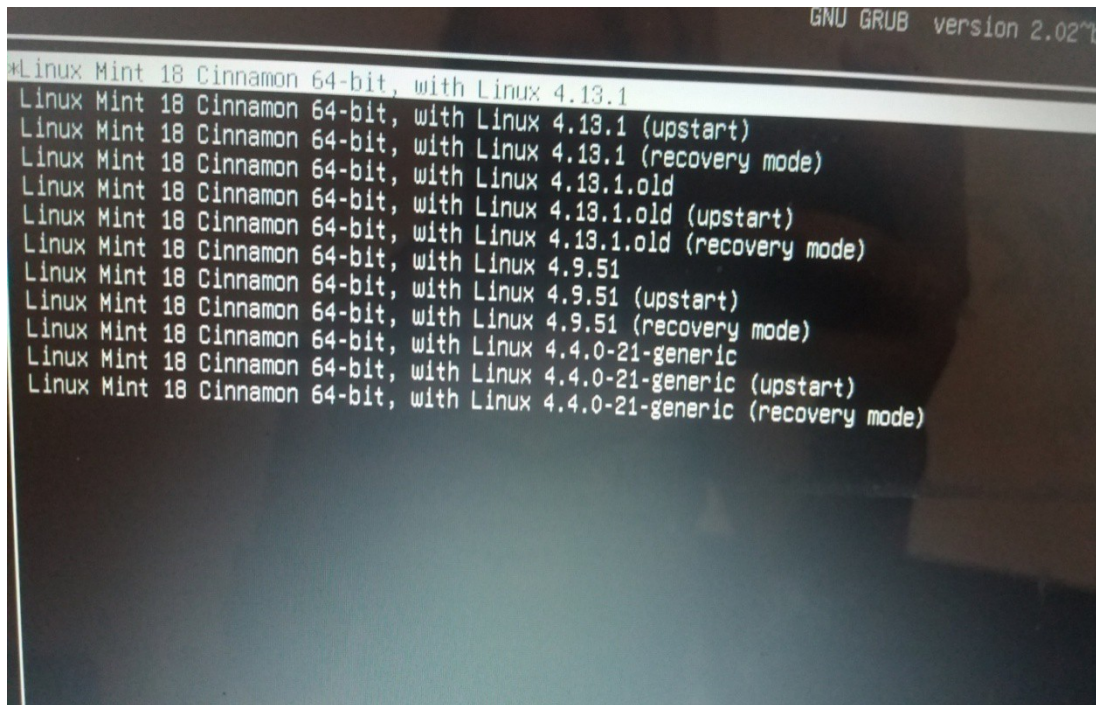 GNU GRUB version 2.02~b
*Linux Mint 18 Cinnamon 64-bit, with Linux 4.13.1
Linux Mint 18 Cinnamon 64-bit, with Linux 4.13.1 (upstart)
Linux Mint 18 Cinnamon 64-bit, with Linux 4.13.1 (recovery mode)
Linux Mint 18 Cinnamon 64-bit, with Linux 4.13.1.old
Linux Mint 18 Cinnamon 64-bit, with Linux 4.13.1.old (upstart)
Linux Mint 18 Cinnamon 64-bit, with Linux 4.13.1.old (recovery mode)
Linux Mint 18 Cinnamon 64-bit, with Linux 4.9.51
Linux Mint 18 Cinnamon 64-bit, with Linux 4.9.51 (upstart)
Linux Mint 18 Cinnamon 64-bit, with Linux 4.9.51 (recovery mode)
Linux Mint 18 Cinnamon 64-bit, with Linux 4.4.0-21-generic
Linux Mint 18 Cinnamon 64-bit, with Linux 4.4.0-21-generic (upstart)
Linux Mint 18 Cinnamon 64-bit, with Linux 4.4.0-21-generic (recovery mode)